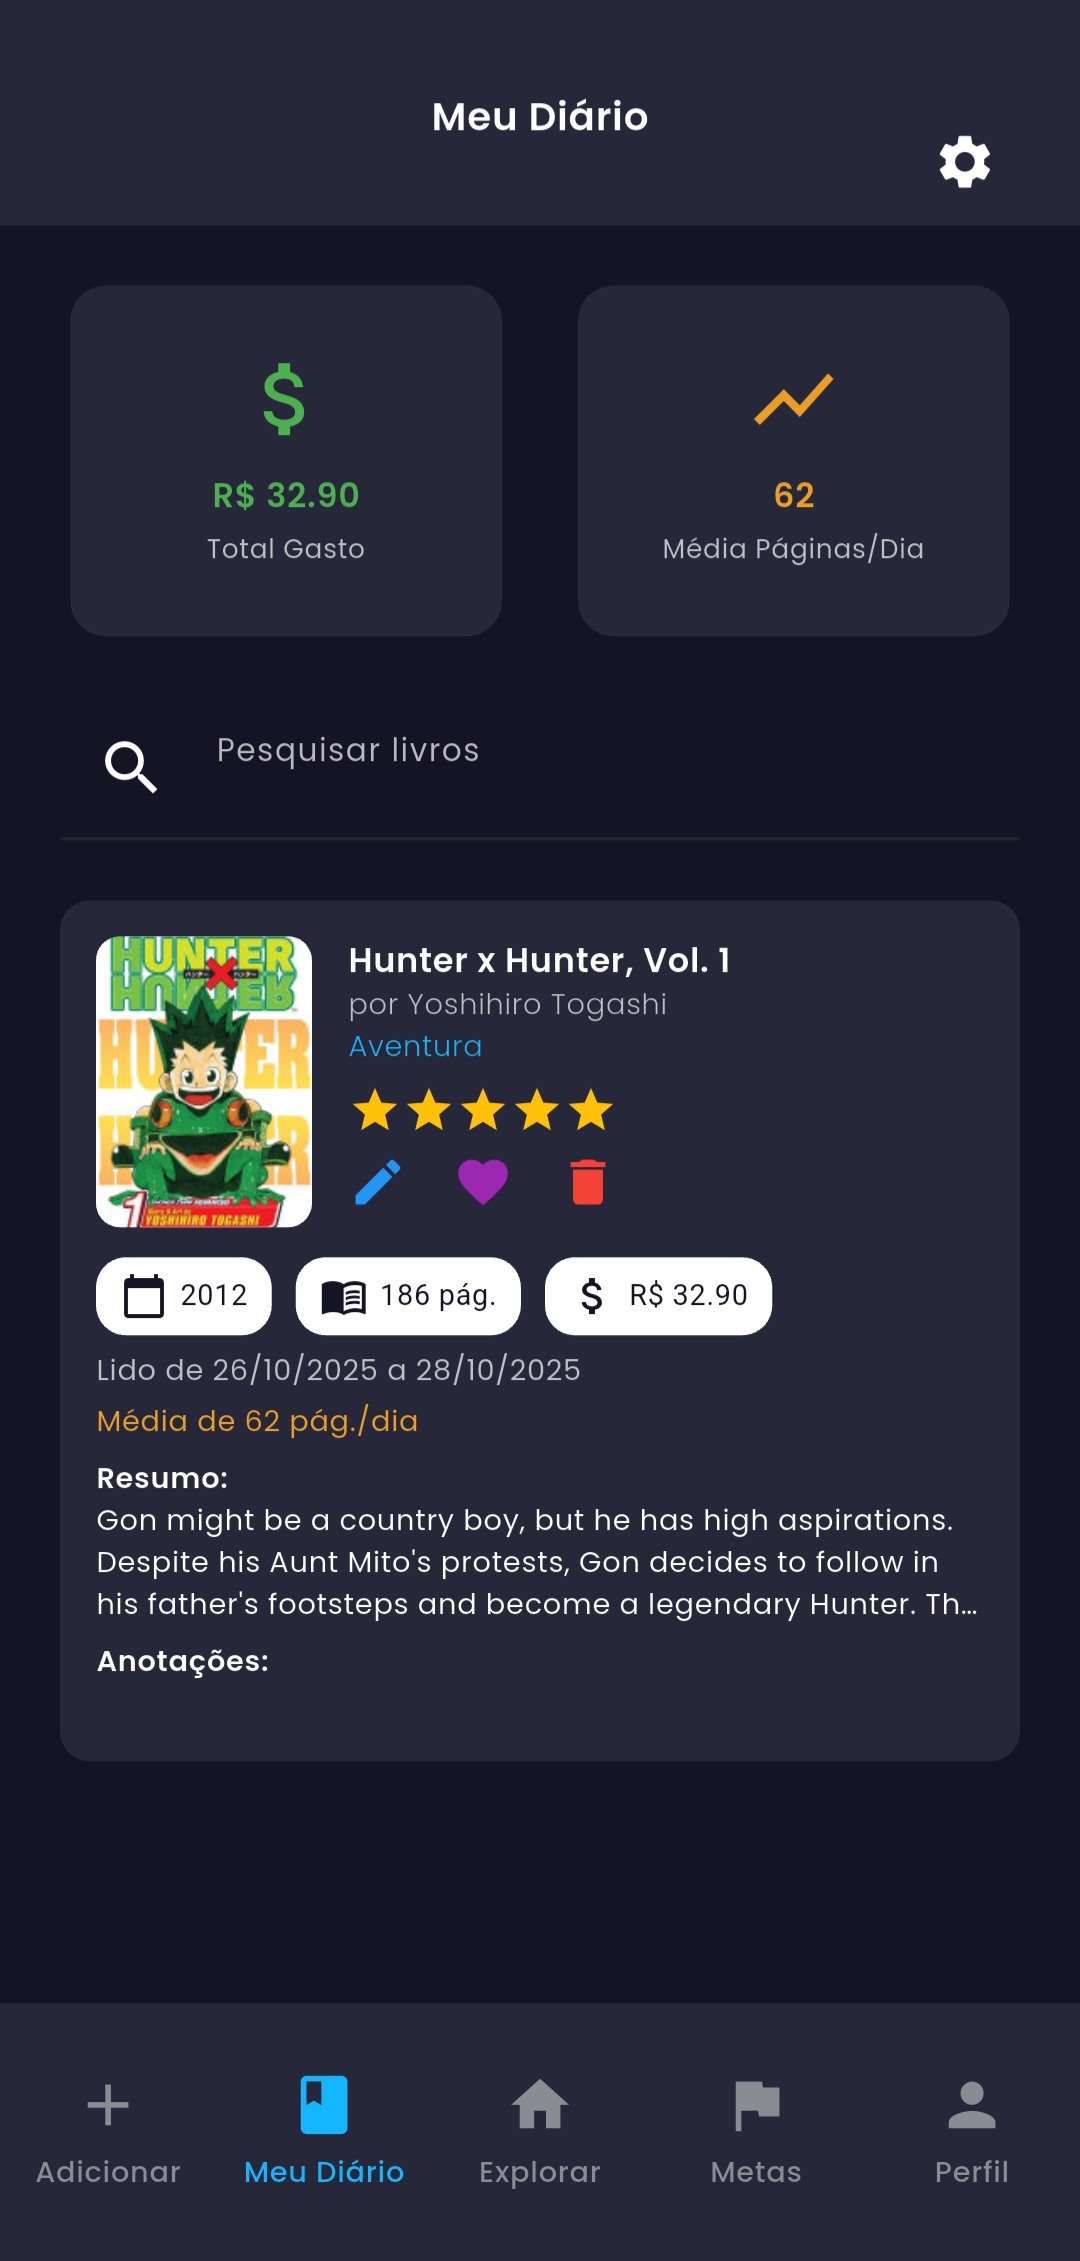 Meu Diário
R$ 32.90
Total Gasto
62
Média Páginas/Dia
Pesquisar livros
HUNTER
HUNTER
HUNTER
HUNTER
1
YOSHIHIRO TOGASHI
Hunter x Hunter, Vol. 1
por Yoshihiro Togashi
Aventura
2012
186 pág.
R$ 32.90
Lido de 26/10/2025 a 28/10/2025
Média de 62 pág./dia
Resumo:
Gon might be a country boy, but he has high aspirations.
Despite his Aunt Mito's protests, Gon decides to follow in
his father's footsteps and become a legendary Hunter. Th…
Anotações:
Adicionar
Meu Diário
Explorar
Metas
Perfil